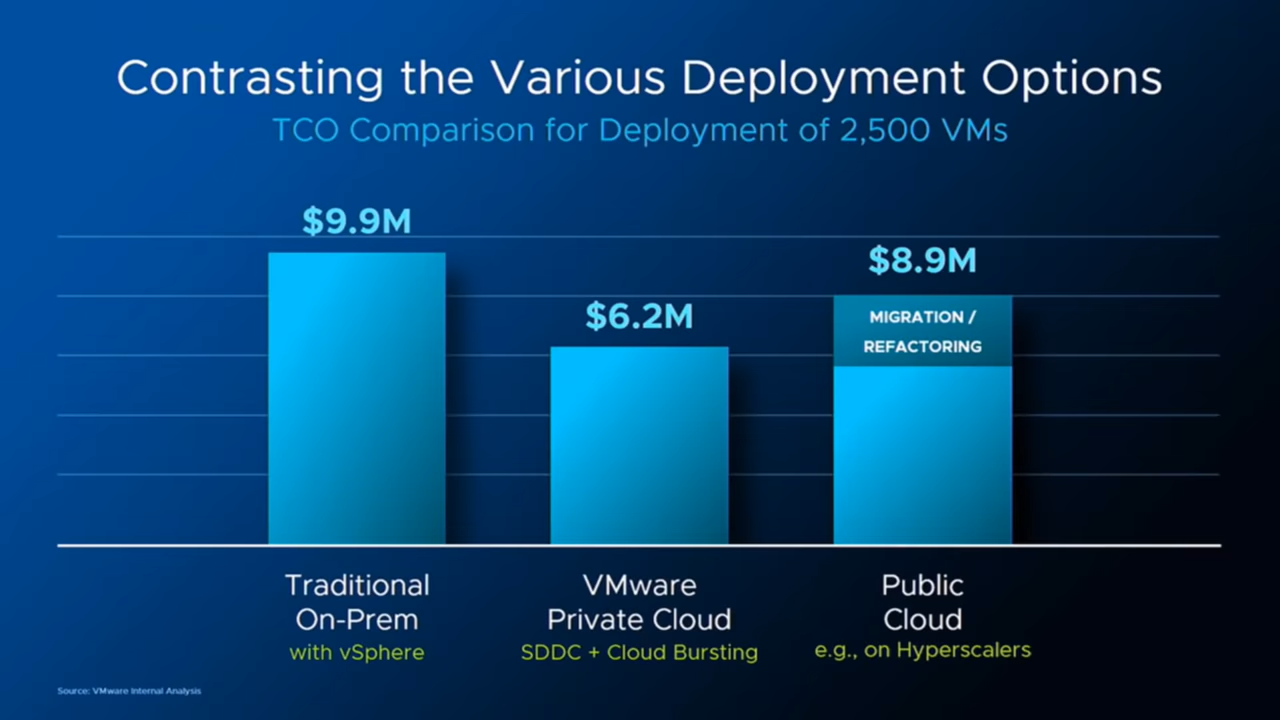 Contrasting the Various Deployment Options
TCO Comparison for Deployment of 2,500 VMs
$9.9M
$6.2M
$8.9M
MIGRATION /
REFACTORING
Traditional
On-Prem
with vSphere
VMware
Private Cloud
SDDC + Cloud Bursting
Public
Cloud
e.g., on Hyperscalers
Source: VMware Internal Analysis